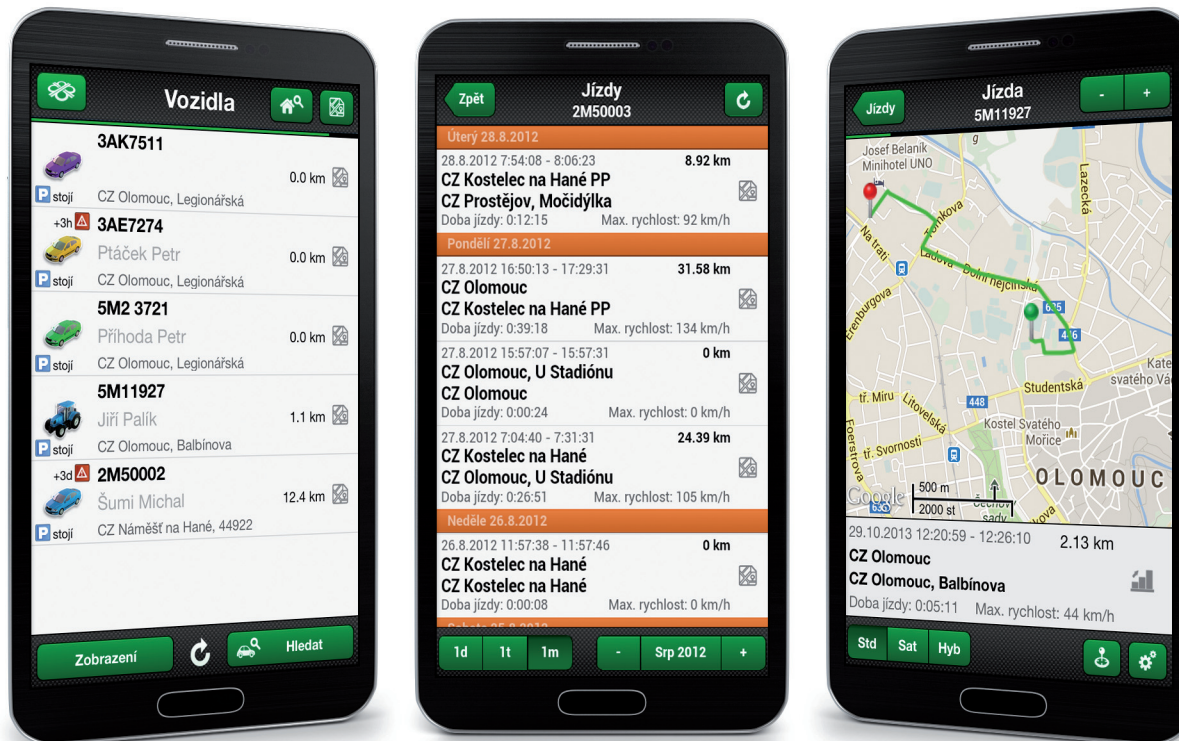 Vozidla
3AK7511
0.0 km
P stojí
CZ Olomouc, Legionářská
+3h
3AE7274
Ptáček Petr
0.0 km
P stojí
CZ Olomouc, Legionářská
5M2 3721
Příhoda Petr
0.0 km
P stojí
CZ Olomouc, Legionářská
5M11927
Jiří Palík
1.1 km
P stojí
CZ Olomouc, Balbínova
+3d
2M50002
Šumi Michal
12.4 km
P stojí
CZ Náměšť na Hané, 44922
Zobrazení
Hledat
Zpět
Jízdy
2M50003
Úterý 28.8.2012
28.8.2012 7:54:08 - 8:06:23 8.92 km
CZ Kostelec na Hané PP
CZ Prostějov, Močidýlka
Doba jízdy: 0:12:15 Max. rychlost: 92 km/h
Pondělí 27.8.2012
27.8.2012 16:50:13 - 17:29:31 31.58 km
CZ Olomouc
CZ Kostelec na Hané PP
Doba jízdy: 0:39:18 Max. rychlost: 134 km/h
27.8.2012 15:57:07 - 15:57:31 0 km
CZ Olomouc, U Stadiónu
CZ Olomouc
Doba jízdy: 0:00:24 Max. rychlost: 0 km/h
27.8.2012 7:04:40 - 7:31:31 24.39 km
CZ Kostelec na Hané
CZ Olomouc, U Stadiónu
Doba jízdy: 0:26:51 Max. rychlost: 105 km/h
Neděle 26.8.2012
26.8.2012 11:57:38 - 11:57:46 0 km
CZ Kostelec na Hané
CZ Kostelec na Hané
Doba jízdy: 0:00:08 Max. rychlost: 0 km/h
Sobota 25.8.2012
1d 1t 1m - Srp 2012 +
Jízdy
Jízda
5M11927
- +
Josef Belaník
Minihotel UNO
g
Lazecká
Tomkova
Na trati
Ladova
Dolní hejčínská
Erenburgova
635
446
Studentská
Kate
svatého Vác
448
tř. Míru
Litovelská
Kostel Svatého
Mořice
Foerstrova
tř. Svornosti
OLOMOUC
Google
500 m
2000 st
635
Čechovy
sady
29.10.2013 12:20:59 - 12:26:10 2.13 km
CZ Olomouc
CZ Olomouc, Balbínova
Doba jízdy: 0:05:11 Max. rychlost: 44 km/h
Std Sat Hyb